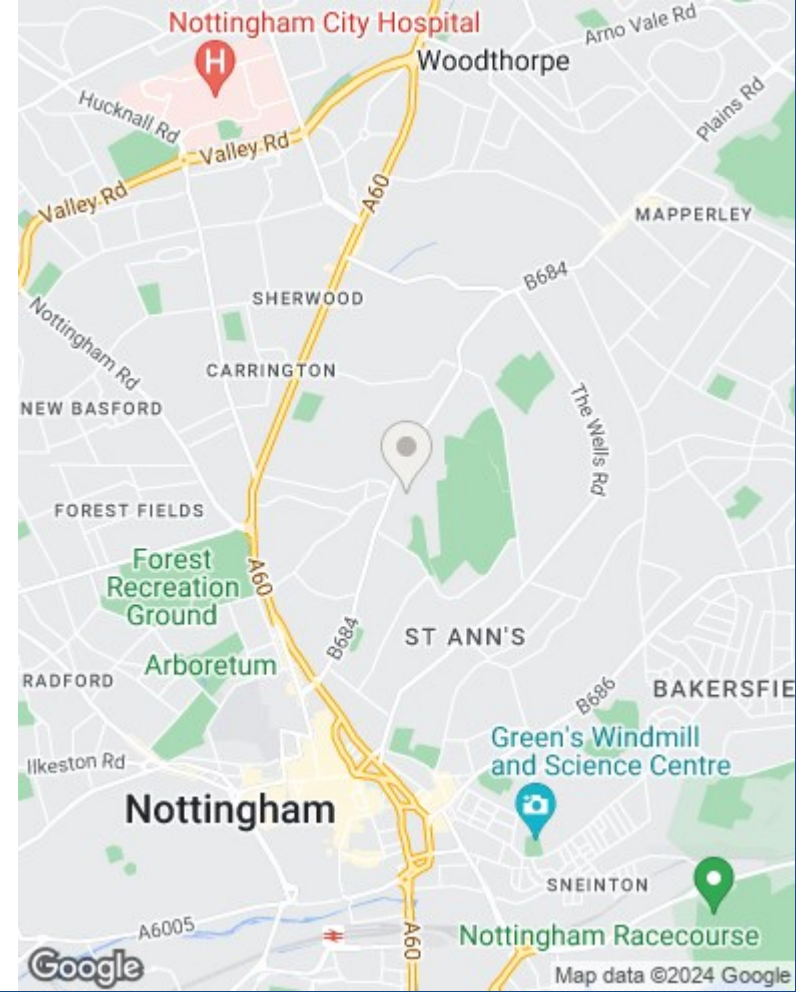 Nottingham City Hospital
H
Arno Vale Rd
Woodthorpe
Hucknall Rd
Plains Rd
Valley Rd
Valley Rd
A60
MAPPERLEY
B684
SHERWOOD
Nottingham Rd
CARRINGTON
The Wells Rd
NEW BASFORD
FOREST FIELDS
Forest
Recreation
Ground
A60
B684
ST ANN'S
Arboretum
RADFORD
B686
BAKERSFIE
Green's Windmill
and Science Centre
Ilkeston Rd
Nottingham
SNEINTON
A6005
A60
Nottingham Racecourse
Google
Map data ©2024 Google